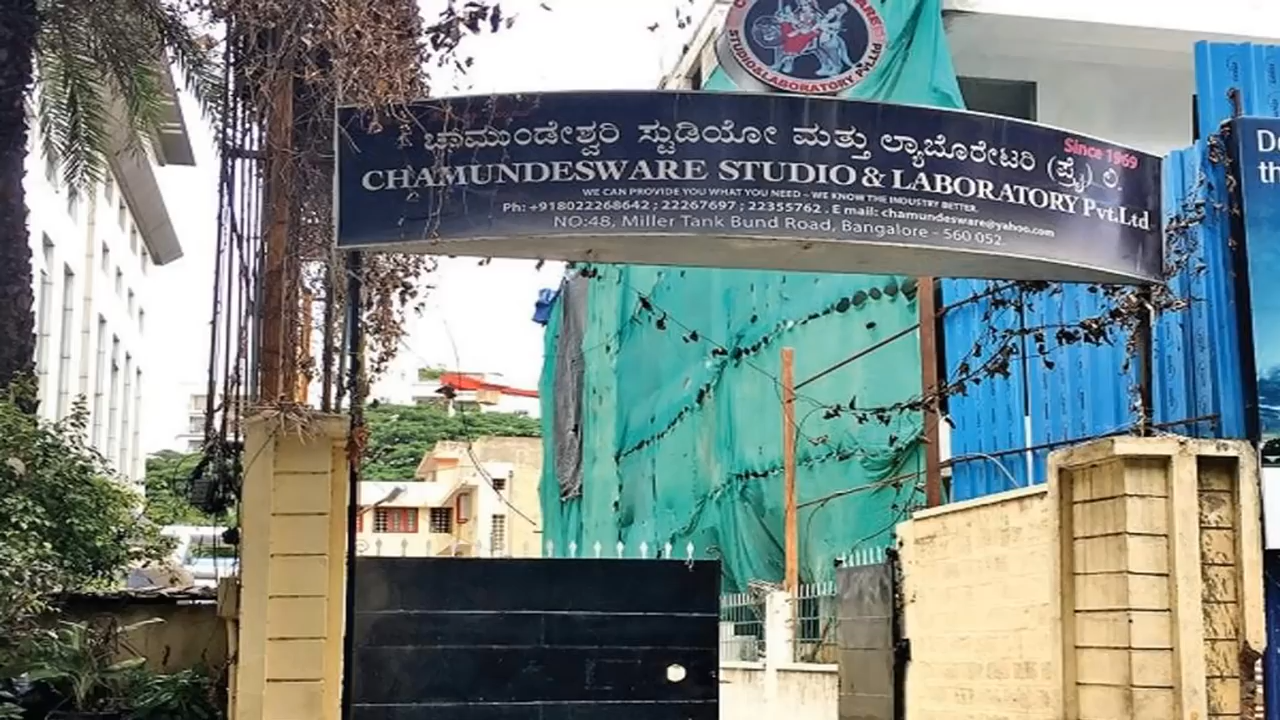 STUDIO & LABORATORY Pvt.Ltd
ಚಾಮುಂಡೇಶ್ವರಿ ಸ್ಟುಡಿಯೋ ಮತ್ತು ಲ್ಯಾಬೊರೇಟರಿ (ಪ್ರೈ) ಲಿ.
Since 1969
CHAMUNDESWARE STUDIO & LABORATORY Pvt.Ltd
WE CAN PROVIDE YOU WHAT YOU NEED – WE KNOW THE INDUSTRY BETTER.
Ph: +918022268642 ; 22267697 ; 22355762 . E mail: chamundesware@yahoo.com
NO:48, Miller Tank Bund Road, Bangalore - 560 052.